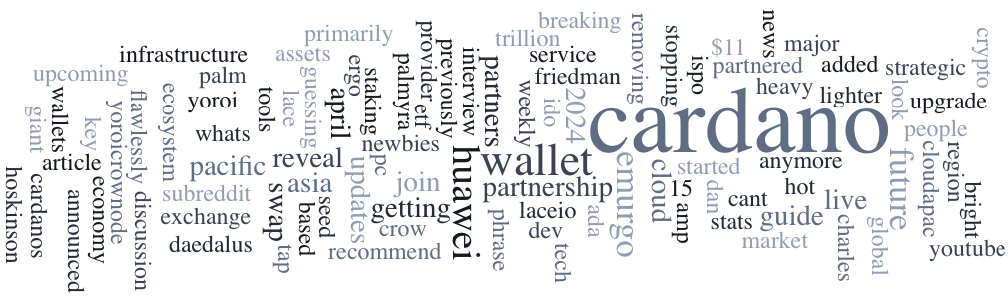 breaking
primarily
trillion
$11
news
major
crypto
infrastructure
assets
service
partnered
added
strategic
upcoming
palm
friedman
heavy
lighter
upgrade
yoroi
whats
tools
lace
guessing
ergo
staking
april
palmyra
provider
etf
previously
interview
partners
weekly
ido
2024
removing
stopping
ispo
cardano
look
people
giant
wallets
key
yoroicrownode
flawlessly
ecosystem
newbies
article
pacific
reveal
huawei
wallet
partnership
emurgo
cloud
started
anymore
future
cloudapac
region
bright
hoskinson
cardanos
announced
economy
discussion
subreddit
exchange
daedalus
swap
tap
asia
based
seed
updates
pc
join
getting
crow
recommend
phrase
laceio
dev
tech
ada
15
amp
dan
cant
stats
hot
guide
live
market
charles
global
youtube